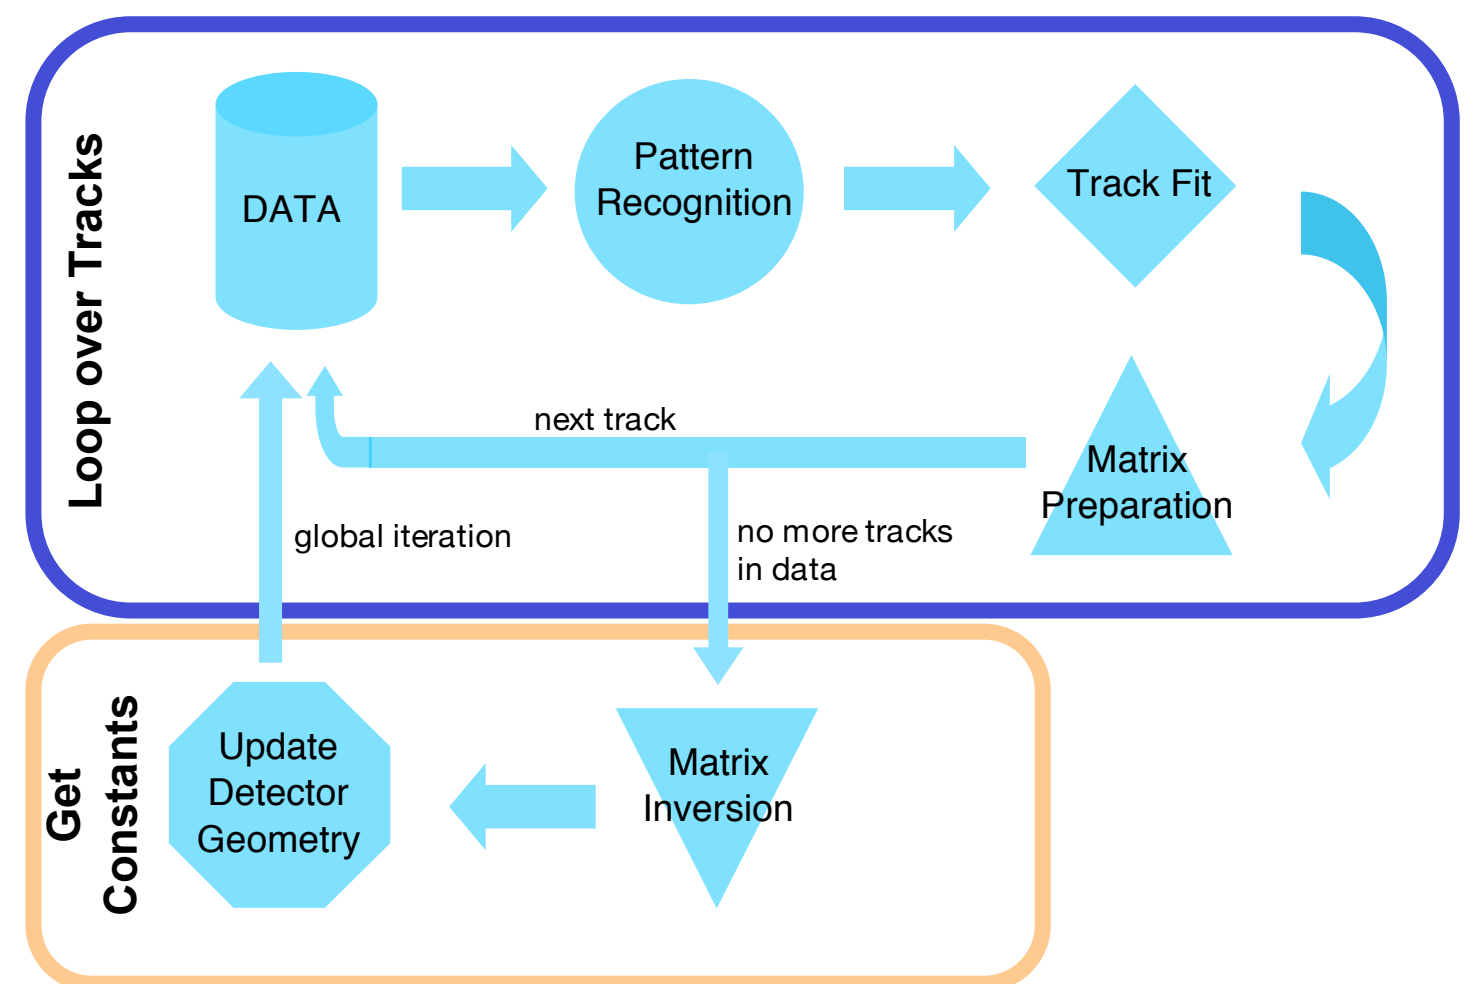 Loop over Tracks
DATA
Pattern
Recognition
Track Fit
next track
Matrix
Preparation
global iteration
no more tracks
in data
Get
Constants
Update
Detector
Geometry
Matrix
Inversion